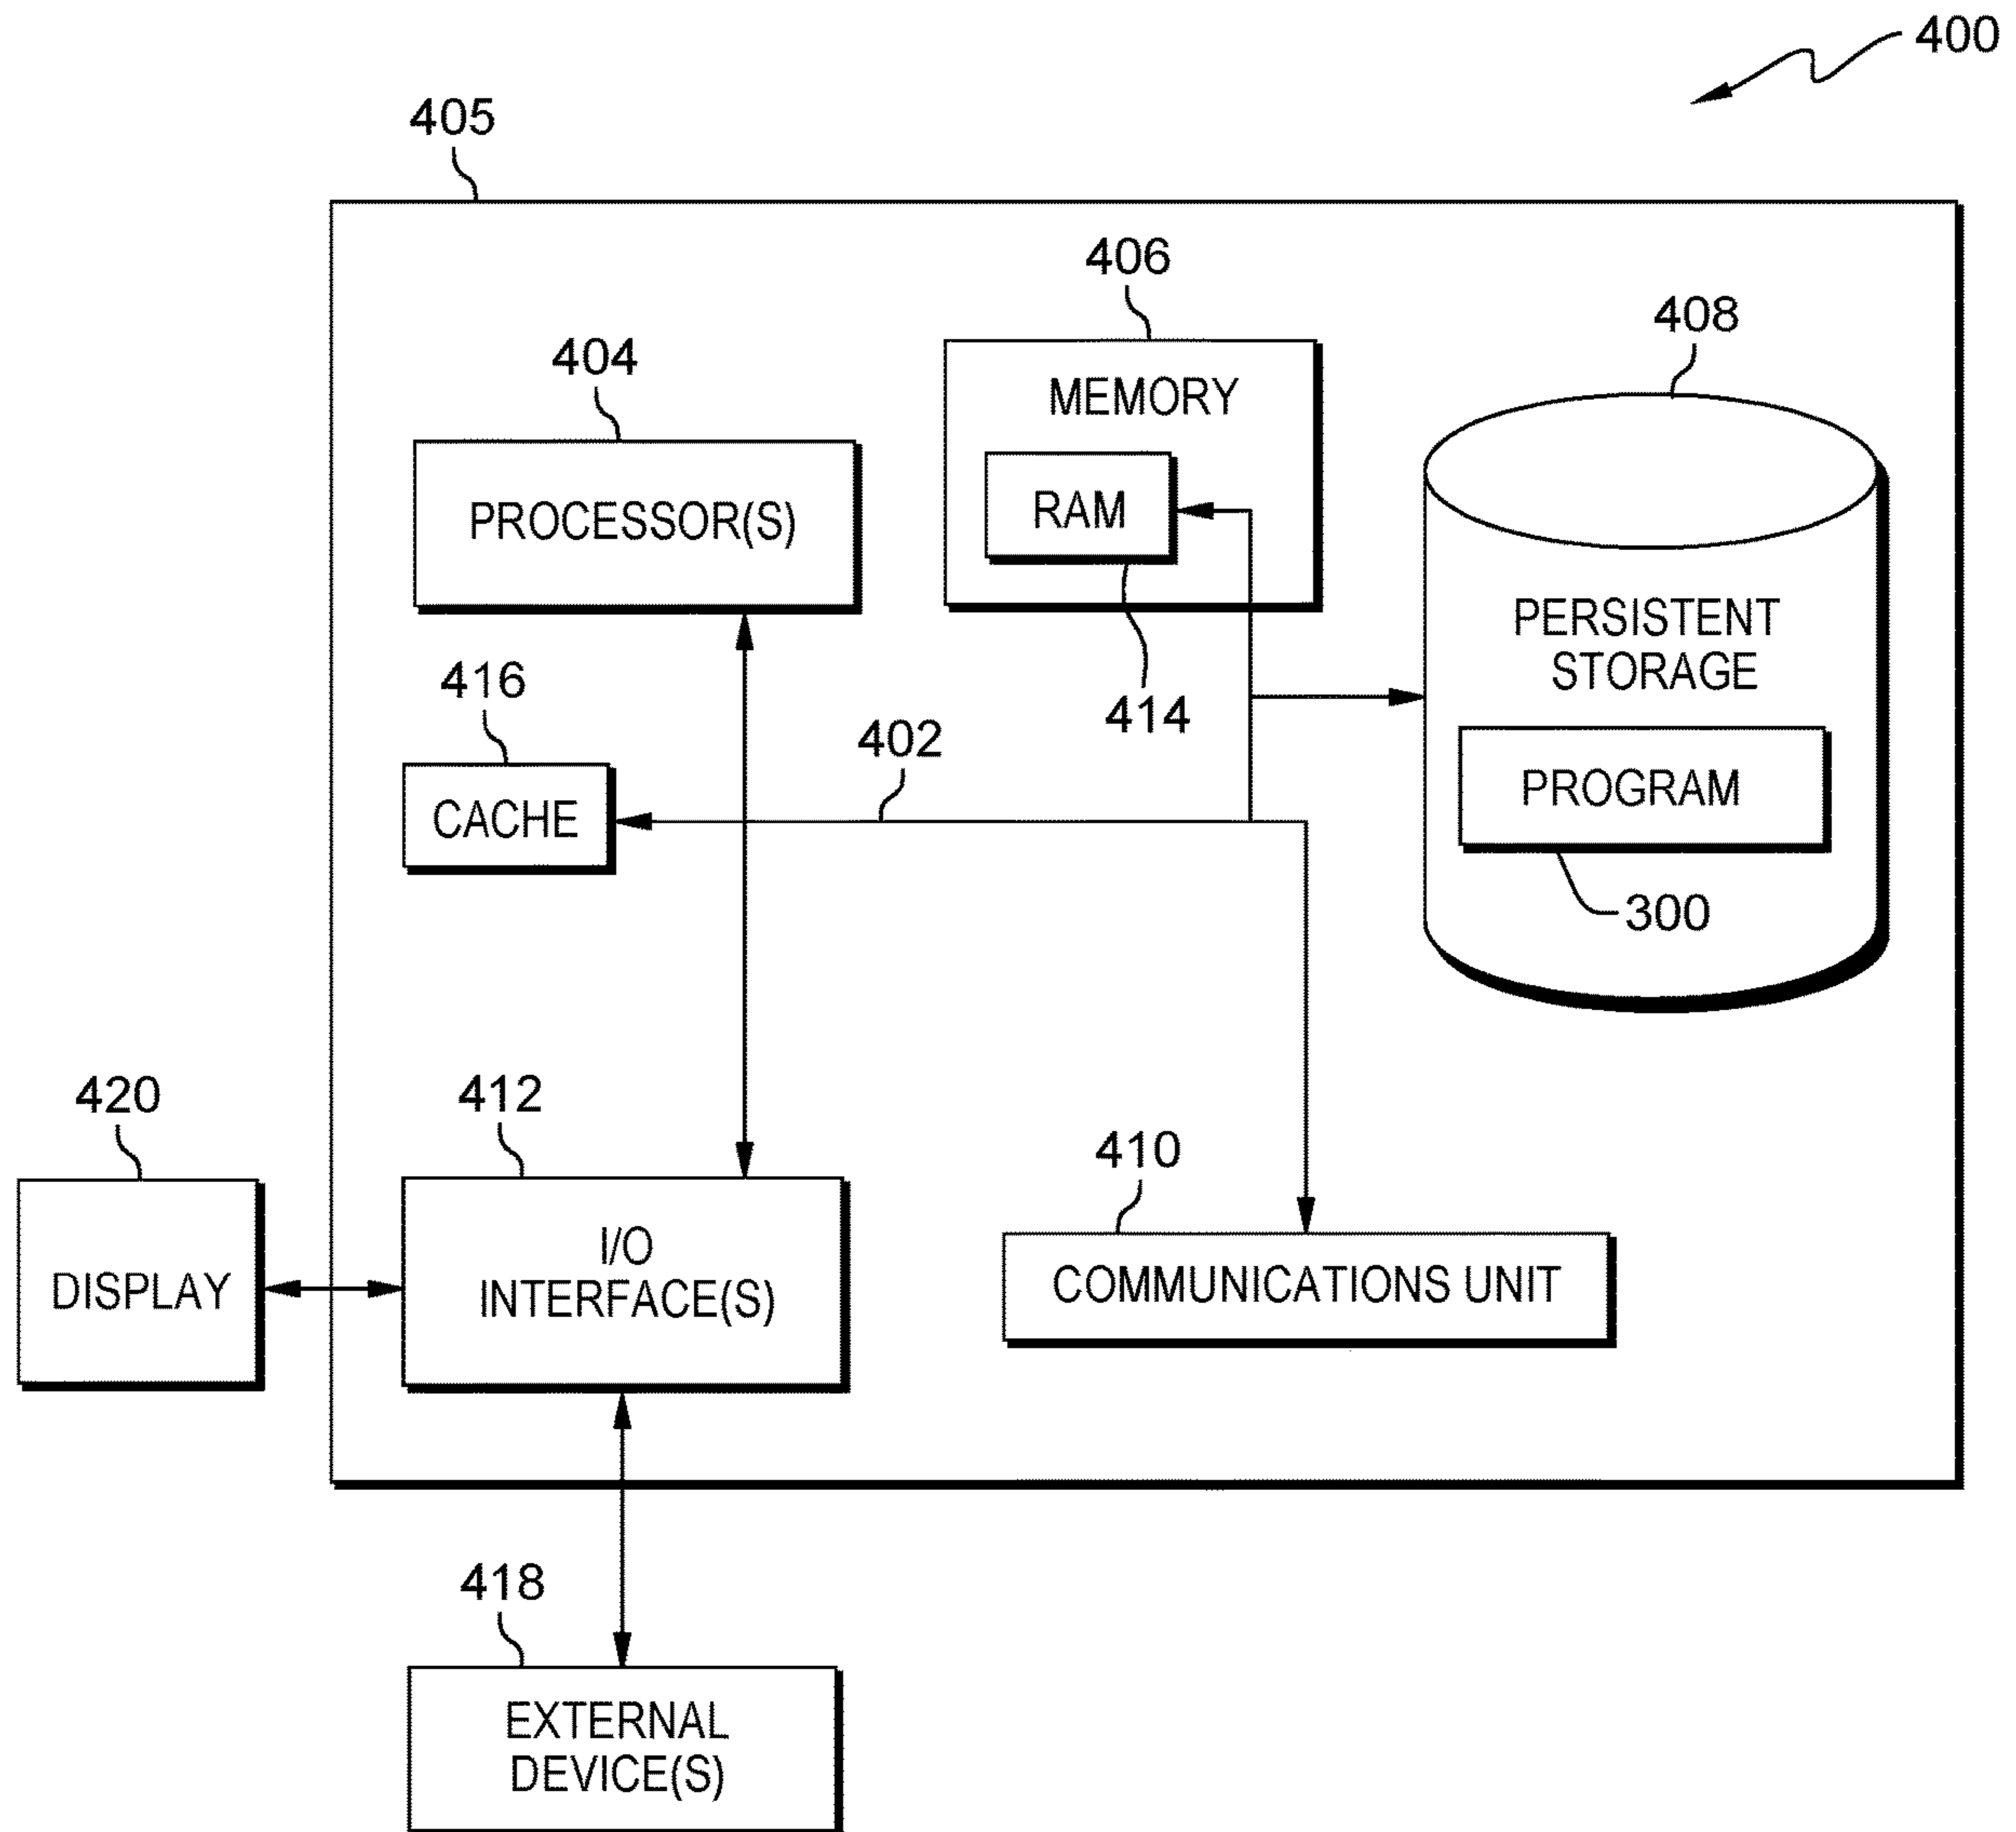 400
405
406
408
404
MEMORY
PROCESSOR(S)
RAM
PERSISTENT
STORAGE
416
414
402
PROGRAM
CACHE
300
420
412
410
I/O
INTERFACE(S)
DISPLAY
COMMUNICATIONS UNIT
418
EXTERNAL
DEVICE(S)